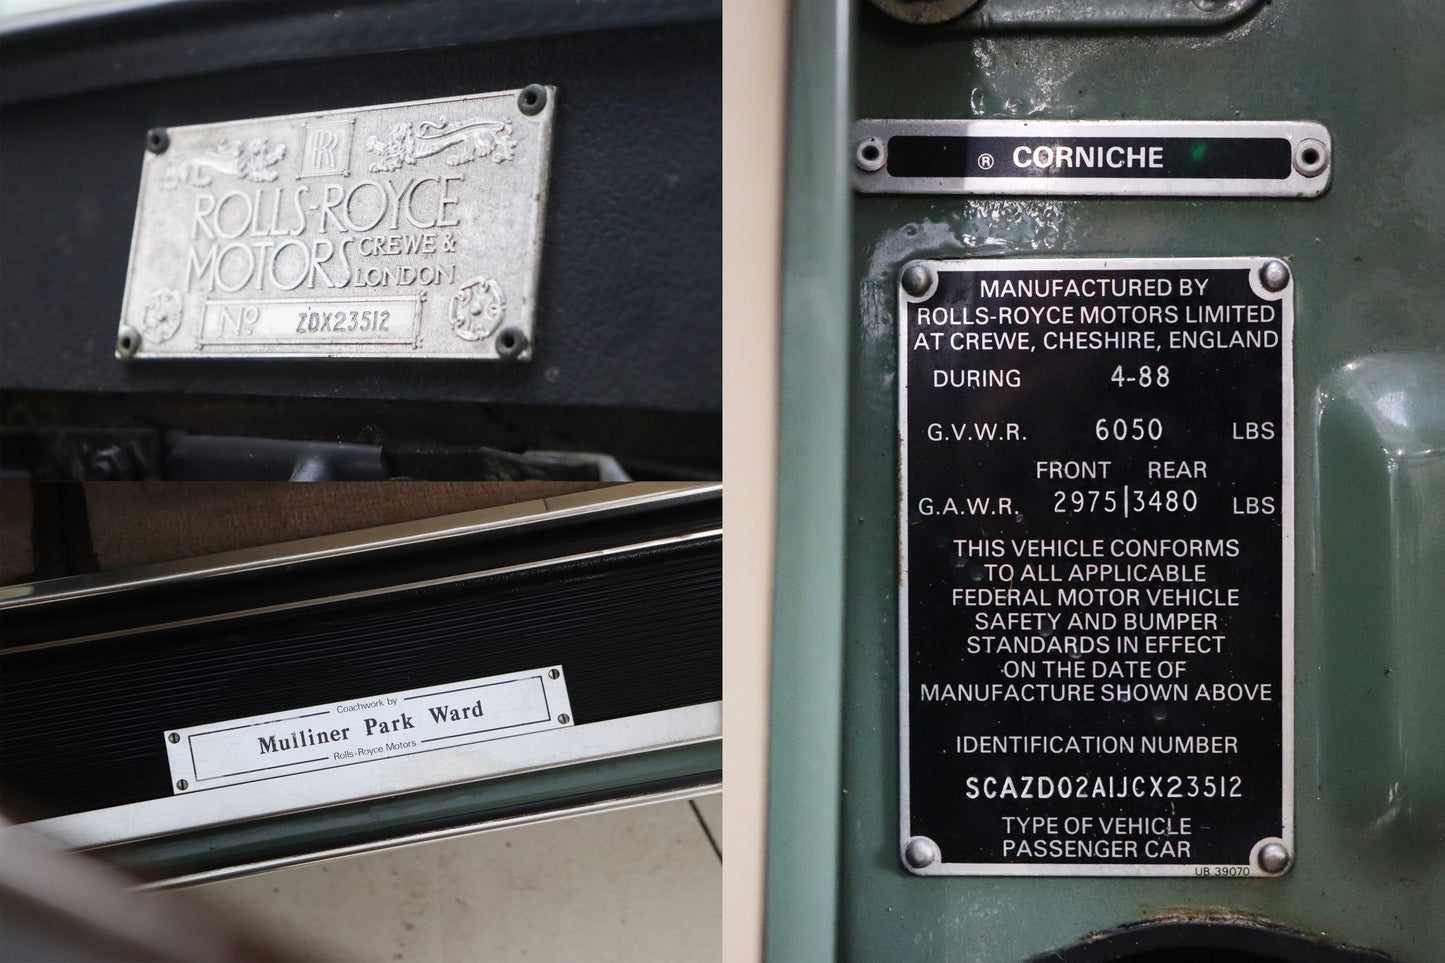 RR
ROLLS-ROYCE
MOTORS CREWE &
LONDON
No ZDX23512
Coachwork by
Mulliner Park Ward
Rolls-Royce Motors
® CORNICHE
MANUFACTURED BY
ROLLS-ROYCE MOTORS LIMITED
AT CREWE, CHESHIRE, ENGLAND
DURING 4-88
G.V.W.R. 6050 LBS
FRONT REAR
G.A.W.R. 2975|3480 LBS
THIS VEHICLE CONFORMS
TO ALL APPLICABLE
FEDERAL MOTOR VEHICLE
SAFETY AND BUMPER
STANDARDS IN EFFECT
ON THE DATE OF
MANUFACTURE SHOWN ABOVE
IDENTIFICATION NUMBER
SCAZD02A1JCX23512
TYPE OF VEHICLE
PASSENGER CAR
UB 39070